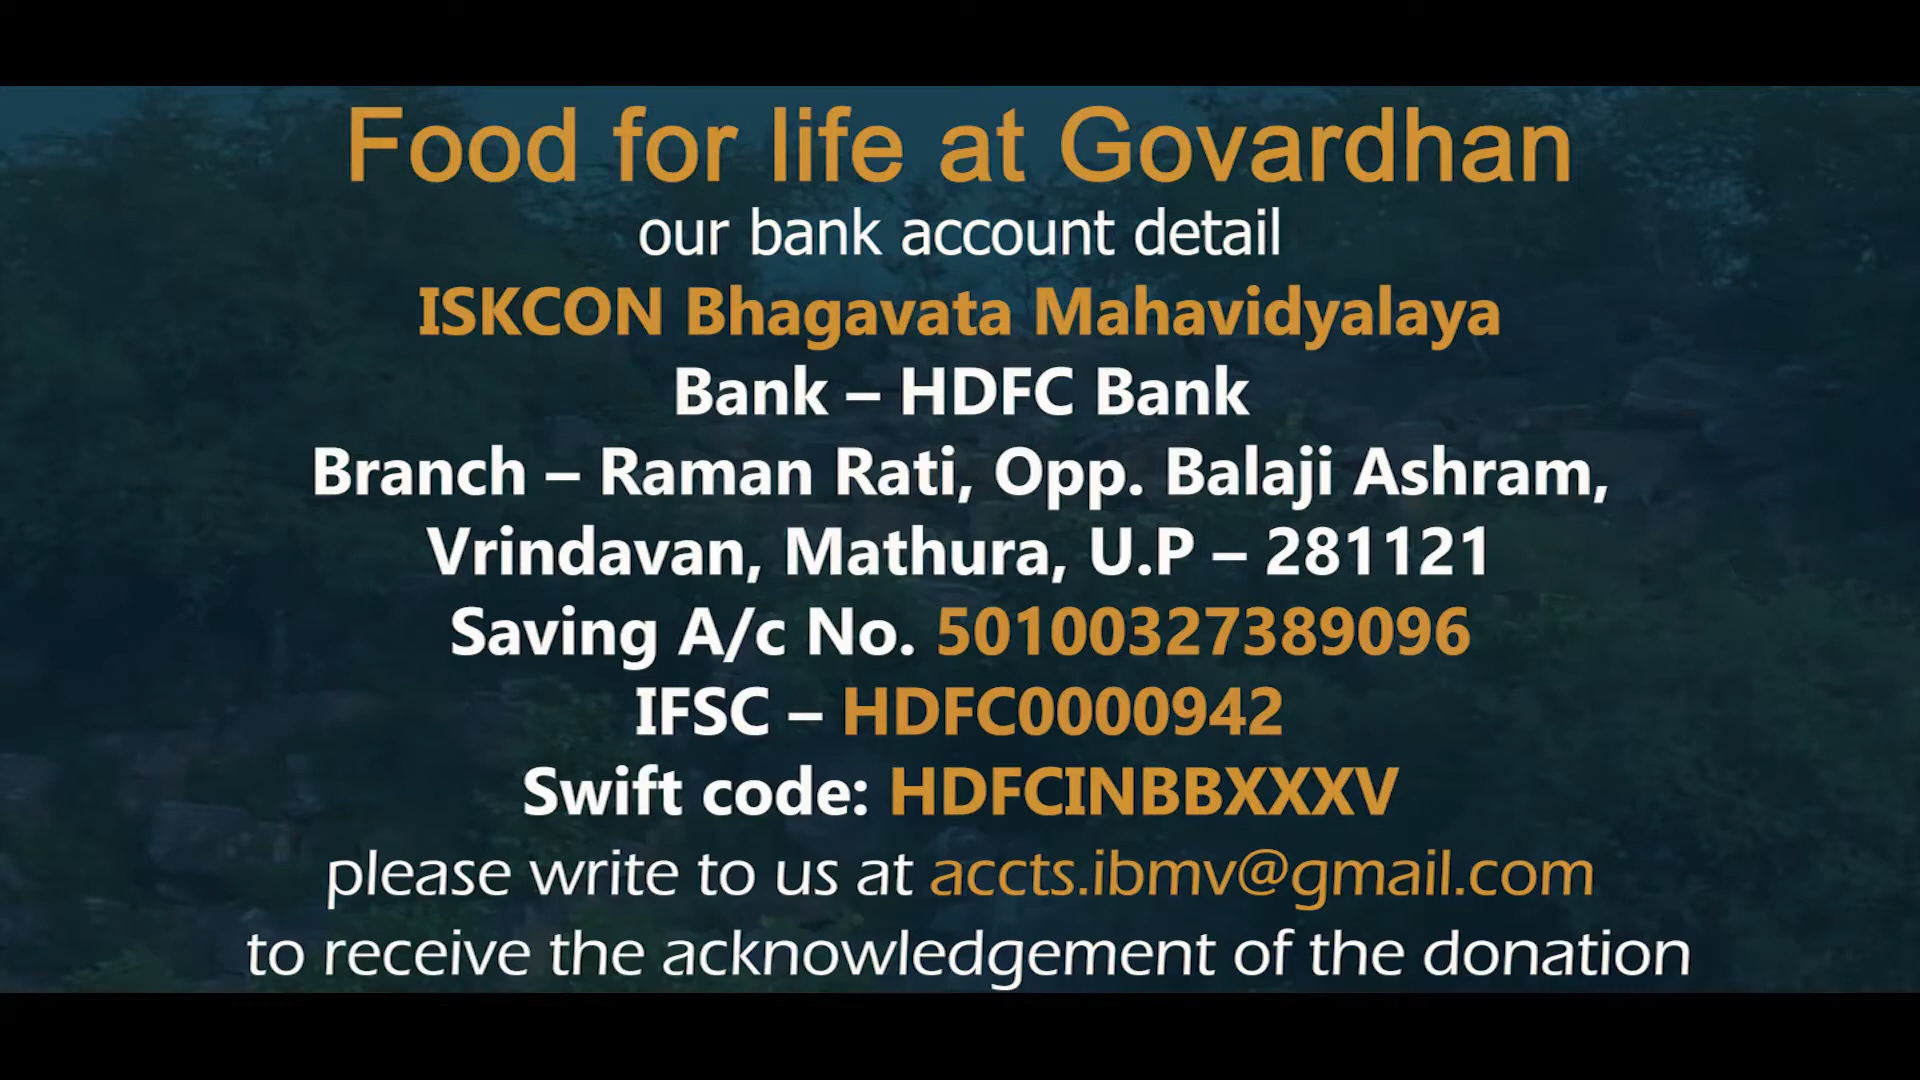 Food for life at Govardhan
our bank account detail
ISKCON Bhagavata Mahavidyalaya
Bank – HDFC Bank
Branch – Raman Rati, Opp. Balaji Ashram,
Vrindavan, Mathura, U.P – 281121
Saving A/c No. 50100327389096
IFSC – HDFC0000942
Swift code: HDFCINBBXXXV
please write to us at accts.ibmv@gmail.com
to receive the acknowledgement of the donation